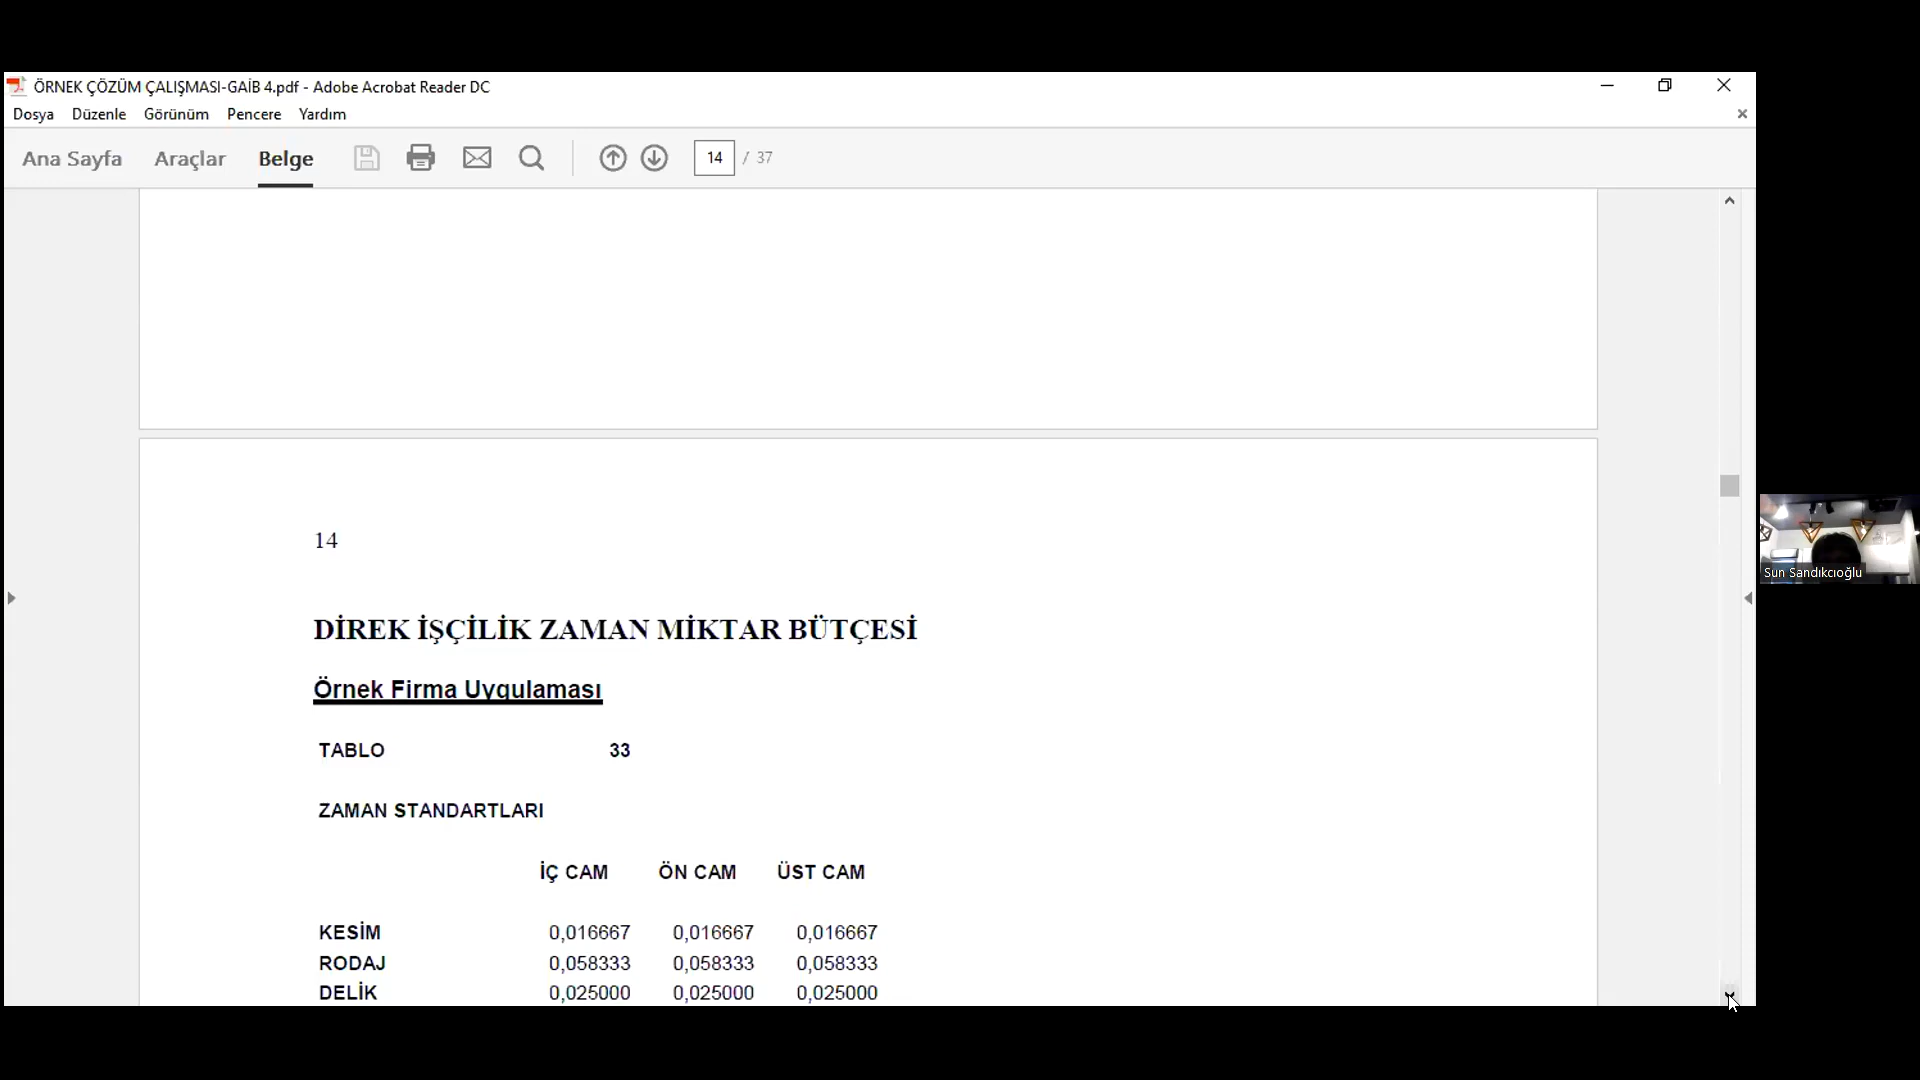 ÖRNEK ÇÖZÜM ÇALIŞMASI-GAİB 4.pdf - Adobe Acrobat Reader DC
Dosya Düzenle Görünüm Pencere Yardım
Ana Sayfa Araçlar Belge 14 / 37
14
DİREK İŞÇİLİK ZAMAN MİKTAR BÜTÇESİ
Örnek Firma Uygulaması
TABLO 33
ZAMAN STANDARTLARI
İÇ CAM ÖN CAM ÜST CAM
KESİM 0,016667 0,016667 0,016667
RODAJ 0,058333 0,058333 0,058333
DELİK 0,025000 0,025000 0,025000
Sun Sandıkcıoğlu